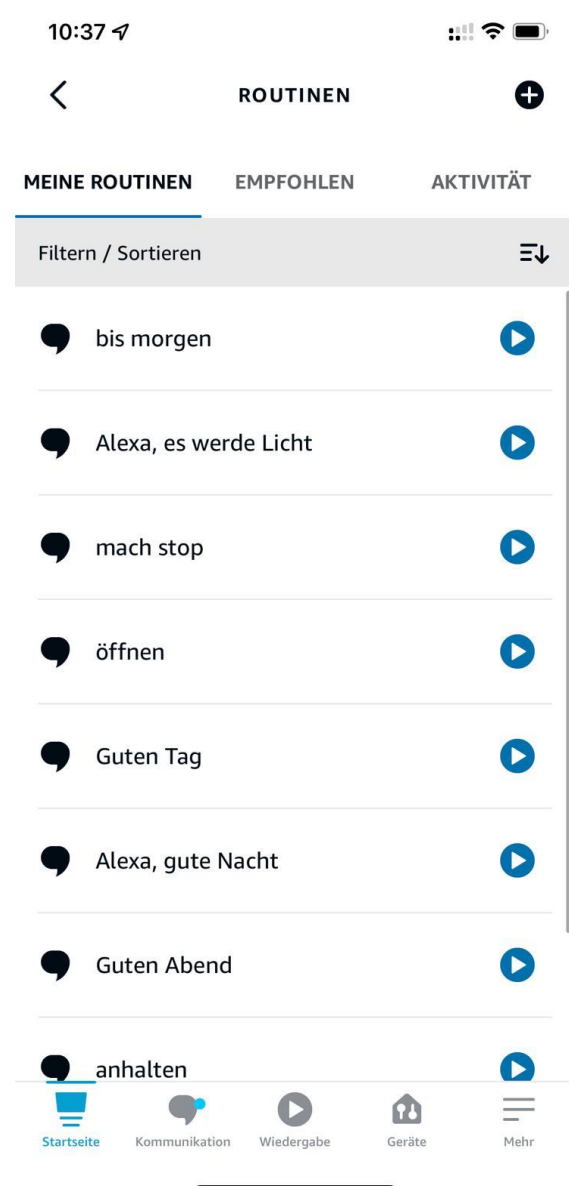 10:37
ROUTINEN
MEINE ROUTINEN EMPFOHLEN AKTIVITÄT
Filtern / Sortieren
bis morgen
Alexa, es werde Licht
mach stop
öffnen
Guten Tag
Alexa, gute Nacht
Guten Abend
anhalten
Startseite Kommunikation Wiedergabe Geräte Mehr